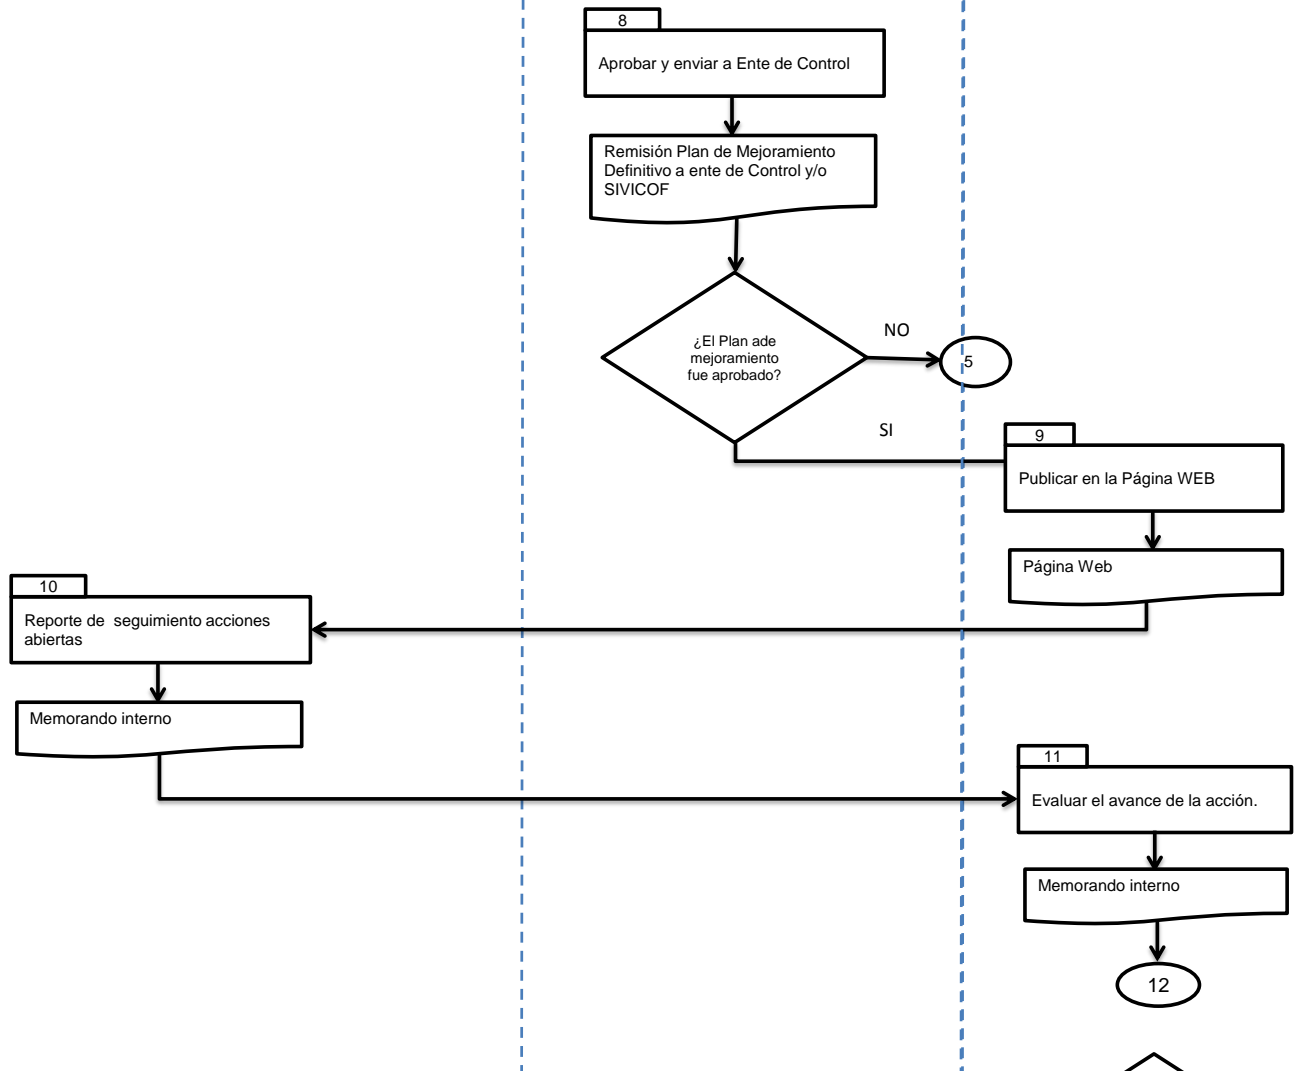 8
Aprobar y enviar a Ente de Control
Remisión Plan de Mejoramiento
Definitivo a ente de Control y/o
SIVICOF
¿El Plan ade
mejoramiento
fue aprobado?
NO
5
SI
9
Publicar en la Página WEB
Página Web
10
Reporte de seguimiento acciones
abiertas
Memorando interno
11
Evaluar el avance de la acción.
Memorando interno
12